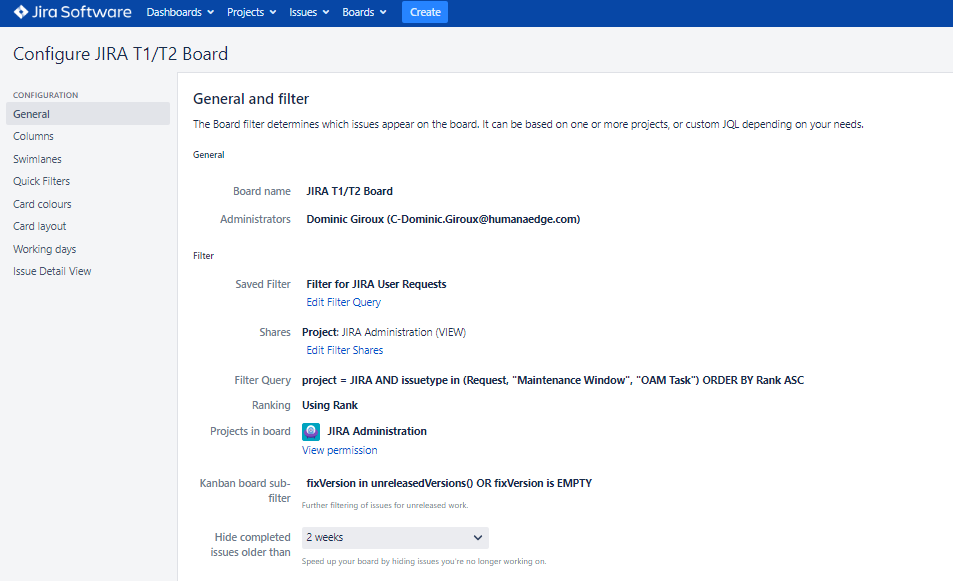 Jira Software Dashboards Projects Issues Boards Create
Configure JIRA T1/T2 Board
CONFIGURATION
General
Columns
Swimlanes
Quick Filters
Card colours
Card layout
Working days
Issue Detail View
General and filter
The Board filter determines which issues appear on the board. It can be based on one or more projects, or custom JQL depending on your needs.
General
Board name JIRA T1/T2 Board
Administrators Dominic Giroux (C-Dominic.Giroux@humanaedge.com)
Filter
Saved Filter Filter for JIRA User Requests
Edit Filter Query
Shares Project: JIRA Administration (VIEW)
Edit Filter Shares
Filter Query project = JIRA AND issuetype in (Request, "Maintenance Window", "OAM Task") ORDER BY Rank ASC
Ranking Using Rank
Projects in board JIRA Administration
View permission
Kanban board sub-
filter
fixVersion in unreleasedVersions() OR fixVersion is EMPTY
Further filtering of issues for unreleased work.
Hide completed
issues older than
2 weeks
Speed up your board by hiding issues you're no longer working on.